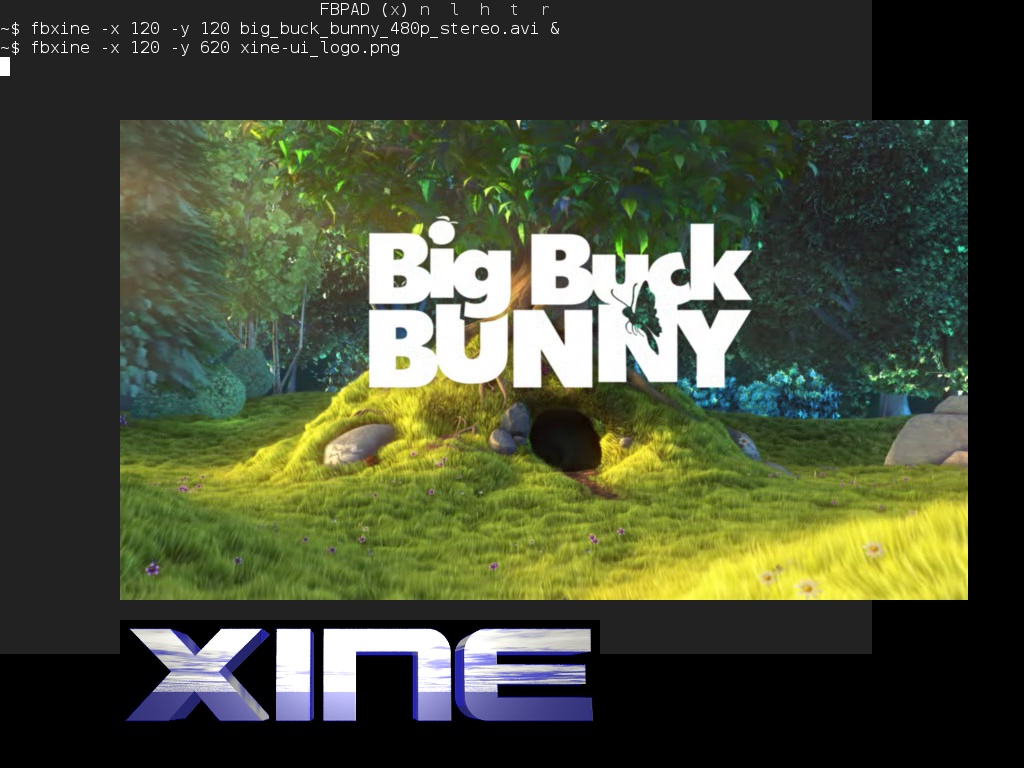 FBPAD (x) n l h t r
~$ fbxine -x 120 -y 120 big_buck_bunny_480p_stereo.avi &
~$ fbxine -x 120 -y 620 xine-ui_logo.png
Big Buck
BUNNY
XINE